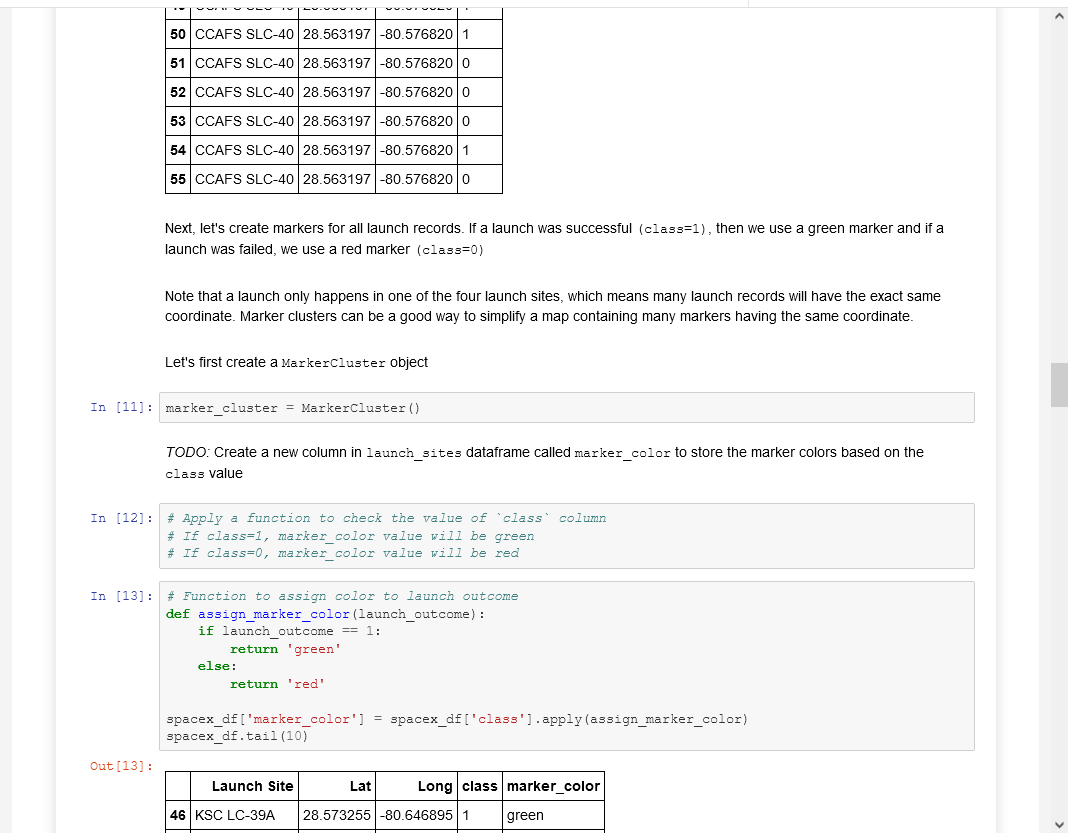 50 CCAFS SLC-40 28.563197 -80.576820 1
51 CCAFS SLC-40 28.563197 -80.576820 0
52 CCAFS SLC-40 28.563197 -80.576820 0
53 CCAFS SLC-40 28.563197 -80.576820 0
54 CCAFS SLC-40 28.563197 -80.576820 1
55 CCAFS SLC-40 28.563197 -80.576820 0
Next, let's create markers for all launch records. If a launch was successful (class=1), then we use a green marker and if a
launch was failed, we use a red marker (class=0)
Note that a launch only happens in one of the four launch sites, which means many launch records will have the exact same
coordinate. Marker clusters can be a good way to simplify a map containing many markers having the same coordinate.
Let's first create a MarkerCluster object
In [11]: marker_cluster = MarkerCluster()
TODO: Create a new column in launch_sites dataframe called marker_color to store the marker colors based on the
class value
In [12]: # Apply a function to check the value of `class` column
# If class=1, marker_color value will be green
# If class=0, marker_color value will be red
In [13]: # Function to assign color to launch outcome
def assign_marker_color(launch_outcome):
    if launch_outcome == 1:
        return 'green'
    else:
        return 'red'
spacex_df['marker_color'] = spacex_df['class'].apply(assign_marker_color)
spacex_df.tail(10)
Out[13]:
Launch Site Lat Long class marker_color
46 KSC LC-39A 28.573255 -80.646895 1 green